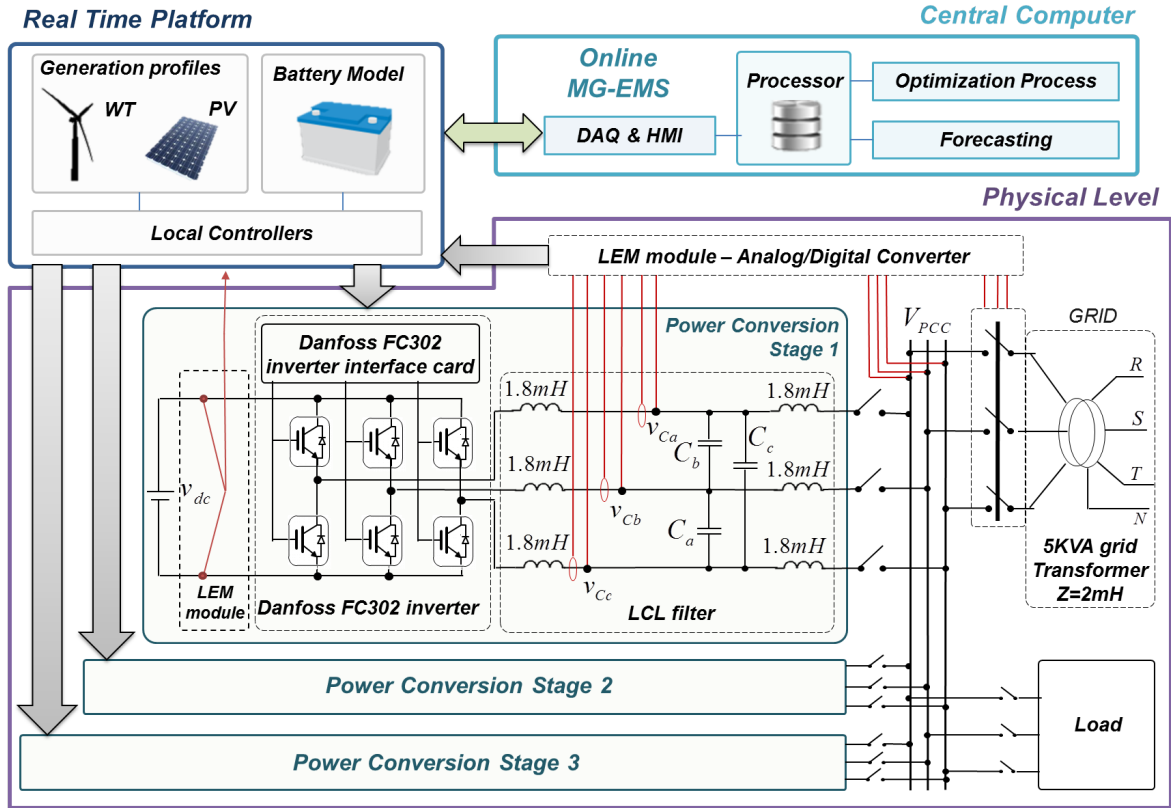 Real Time Platform
Generation profiles
WT
PV
Battery Model
Local Controllers
Central Computer
Online
MG-EMS
DAQ & HMI
Processor
Optimization Process
Forecasting
Physical Level
LEM module – Analog/Digital Converter
Power Conversion
Stage 1
Danfoss FC302
inverter interface card
v_dc
LEM
module
Danfoss FC302 inverter
1.8mH
1.8mH
1.8mH
v_Ca
v_Cb
v_Cc
C_b
C_c
C_a
1.8mH
1.8mH
1.8mH
LCL filter
V_PCC
GRID
R
S
T
N
5KVA grid
Transformer
Z=2mH
Power Conversion Stage 2
Power Conversion Stage 3
Load